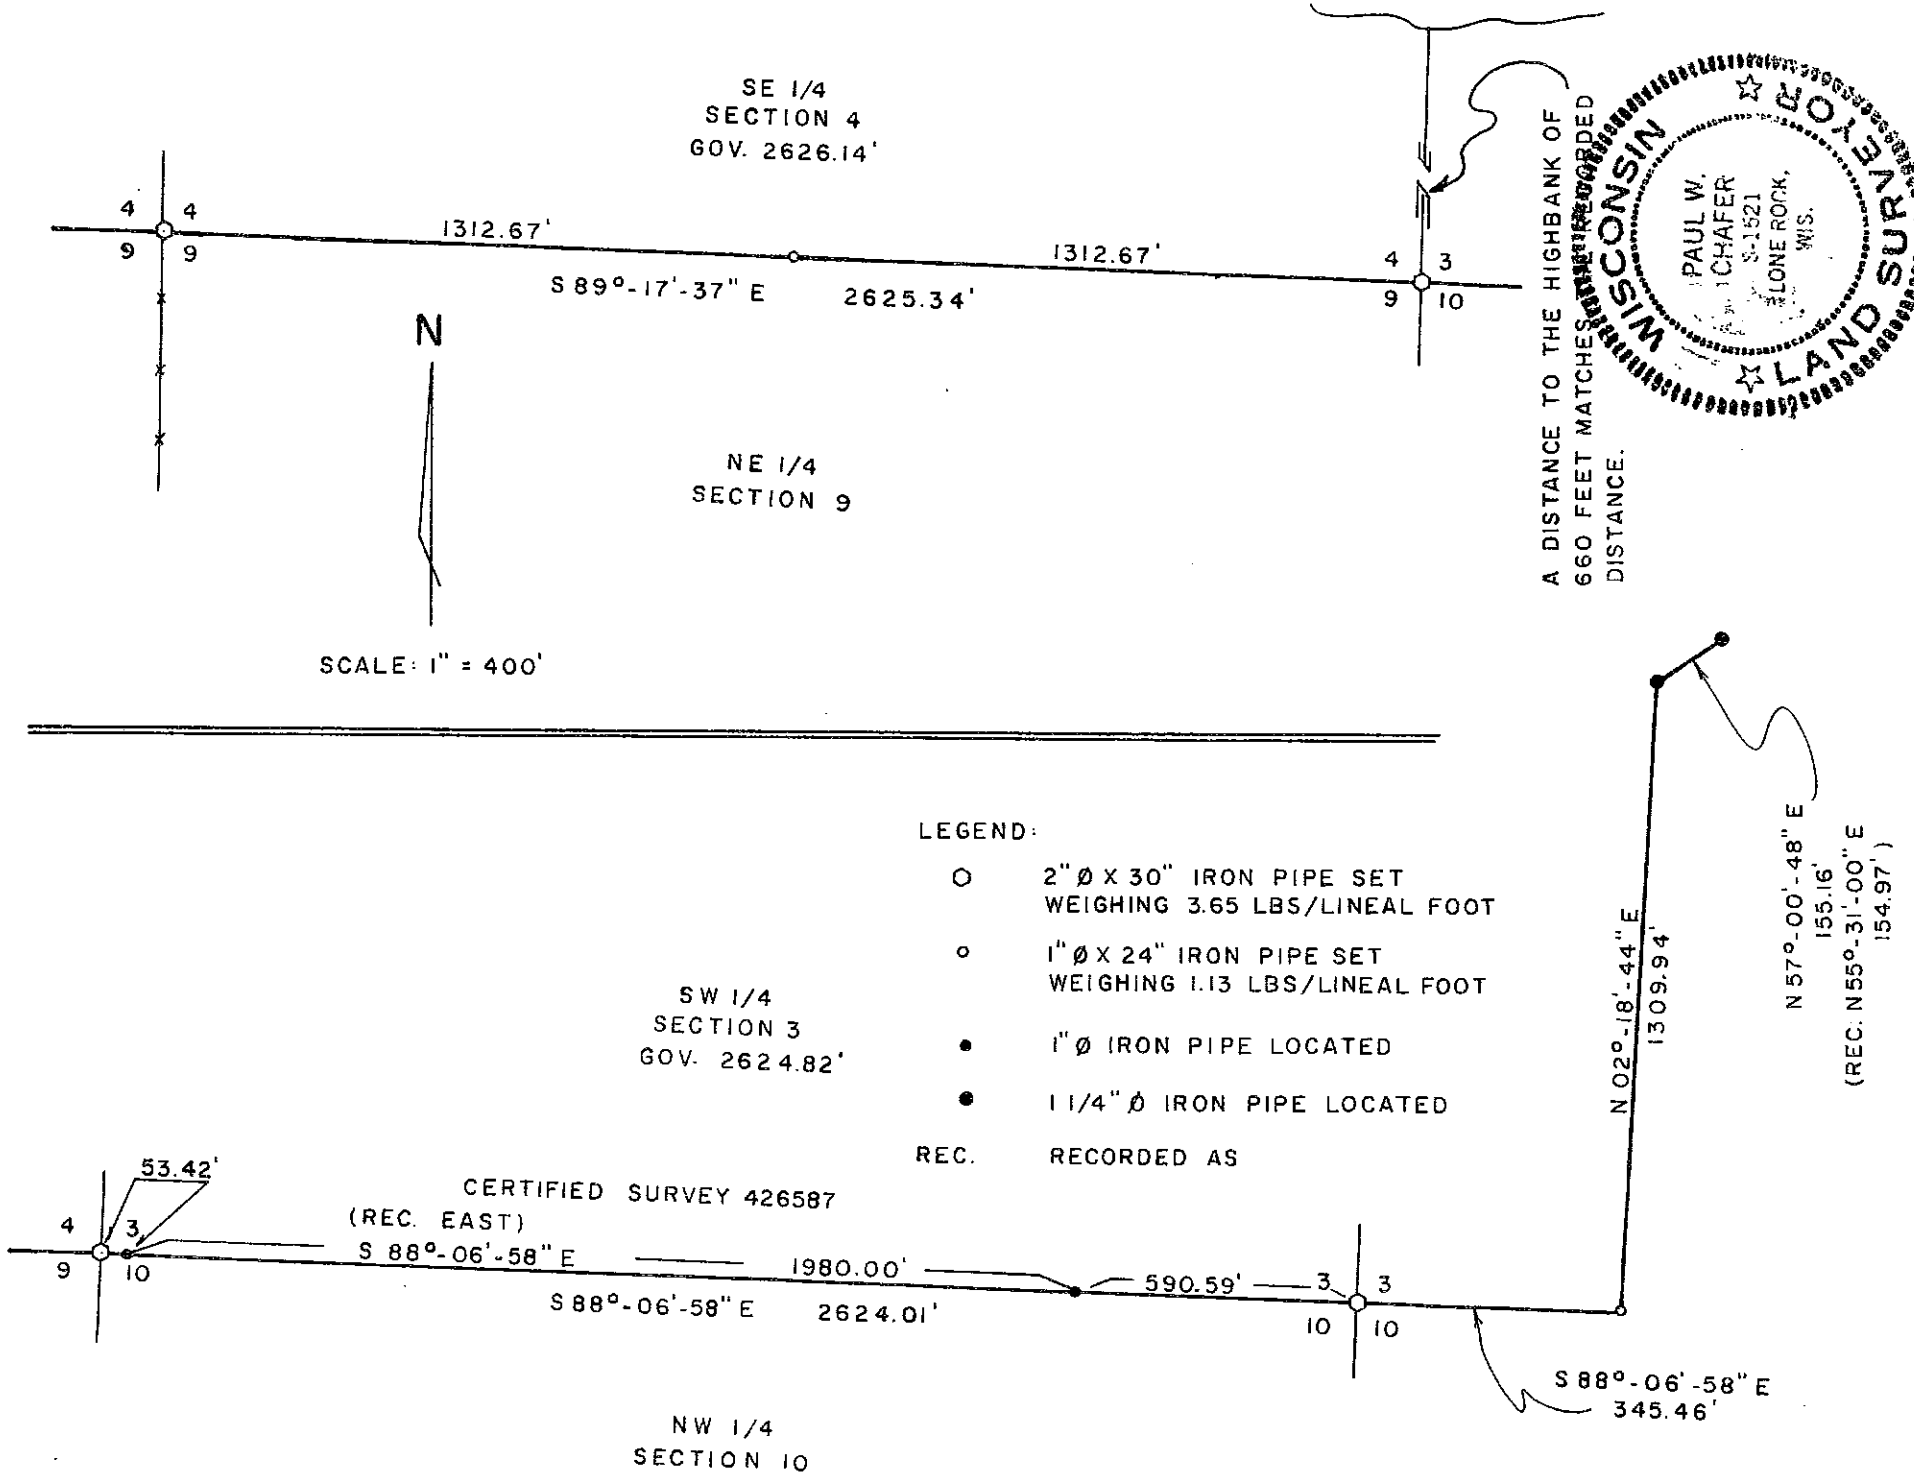 SE 1/4
SECTION 4
GOV. 2626.14'
4 4
9 9
1312.67'
1312.67'
S 89°-17'-37" E 2625.34'
4 3
9 10
N
SCALE: 1" = 400'
NE 1/4
SECTION 9
A DISTANCE TO THE HIGHBANK OF
660 FEET MATCHES THE RECORDED
DISTANCE.
WISCONSIN
LAND SURVEYOR
PAUL W.
S-1521
LONE ROCK,
WIS.
LEGEND:
2" Ø X 30" IRON PIPE SET
WEIGHING 3.65 LBS/LINEAL FOOT
1" Ø X 24" IRON PIPE SET
WEIGHING 1.13 LBS/LINEAL FOOT
1" Ø IRON PIPE LOCATED
1 1/4" Ø IRON PIPE LOCATED
REC. RECORDED AS
N 57°-00'-48" E
155.16'
(REC. N55°-31'-00" E
154.97')
N 02°-18'-44" E
1309.94'
SW 1/4
SECTION 3
GOV. 2624.82'
53.42'
CERTIFIED SURVEY 426587
(REC. EAST)
S 88°-06'-58" E
1980.00'
590.59'
4 3
9 10
S 88°-06'-58" E 2624.01'
3 3
10 10
S 88°-06'-58" E
345.46'
NW 1/4
SECTION 10